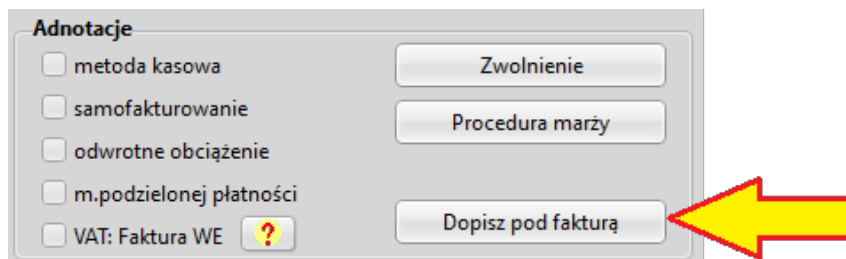 Adnotacje
metoda kasowa
samofakturowanie
odwrotne obciążenie
m.podzielonej płatności
VAT: Faktura WE ?
Zwolnienie
Procedura marży
Dopisz pod fakturą